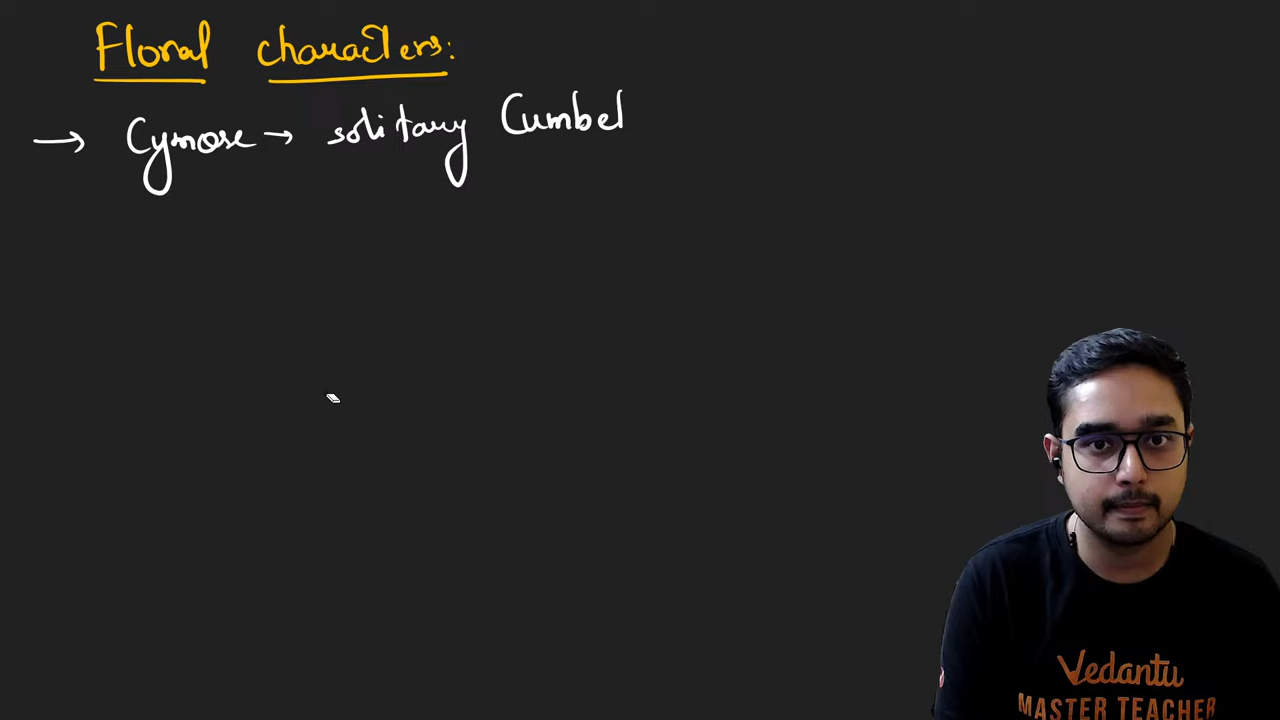 Floral characters:
→ Cymose → solitary Cumbel
Vedantu
MASTER TEACHER